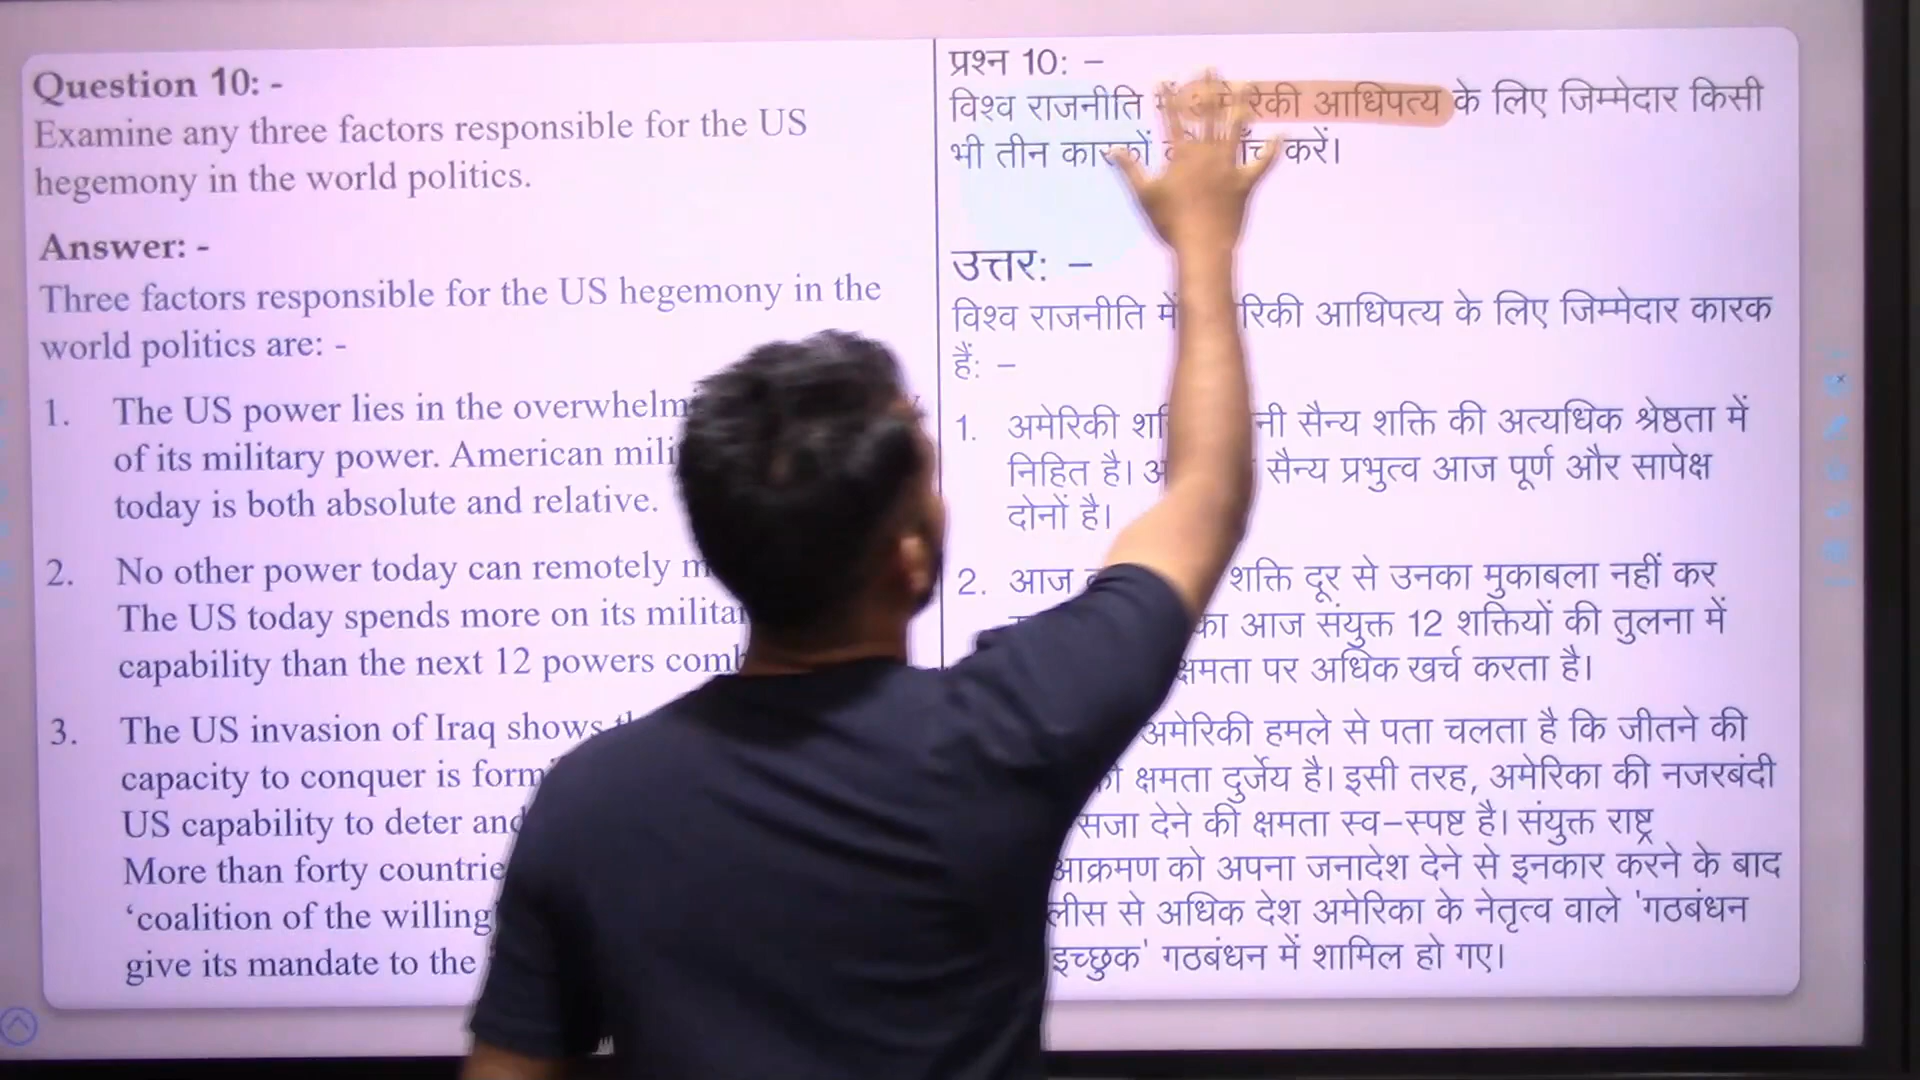 Question 10: -
Examine any three factors responsible for the US
hegemony in the world politics.
Answer: -
Three factors responsible for the US hegemony in the
world politics are: -
1. The US power lies in the
of its military power. American
today is both absolute and relative.
2. No other power today can remotely
The US today spends more on its
capability than the next 12 powers
3. The US invasion of Iraq shows
capacity to conquer is
US capability to deter and
More than forty
‘coalition of the willing
give its mandate to the
प्रश्न 10: –
विश्व राजनीति में आधिपत्य के लिए जिम्मेदार किसी
भी तीन करें।
उत्तर: –
विश्व राजनीति में आधिपत्य के लिए जिम्मेदार कारक
हैं: –
1. अमेरिकी सैन्य शक्ति की अत्यधिक श्रेष्ठता में
निहित है। सैन्य प्रभुत्व आज पूर्ण और सापेक्ष
दोनों है।
2. आज शक्ति दूर से उनका मुकाबला नहीं कर
आज संयुक्त 12 शक्तियों की तुलना में
क्षमता पर अधिक खर्च करता है।
अमेरिकी हमले से पता चलता है कि जीतने की
क्षमता दुर्जेय है। इसी तरह, अमेरिका की नजरबंदी
सजा देने की क्षमता स्व–स्पष्ट है। संयुक्त राष्ट्र
आक्रमण को अपना जनादेश देने से इनकार करने के बाद
से अधिक देश अमेरिका के नेतृत्व वाले 'गठबंधन
इच्छुक' गठबंधन में शामिल हो गए।